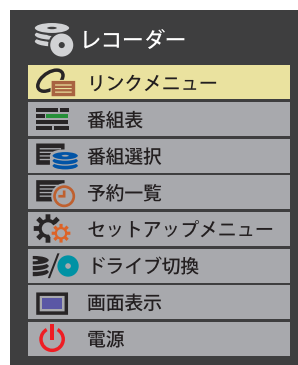 レコーダー
リンクメニュー
番組表
番組選択
予約一覧
セットアップメニュー
ドライブ切換
画面表示
電源